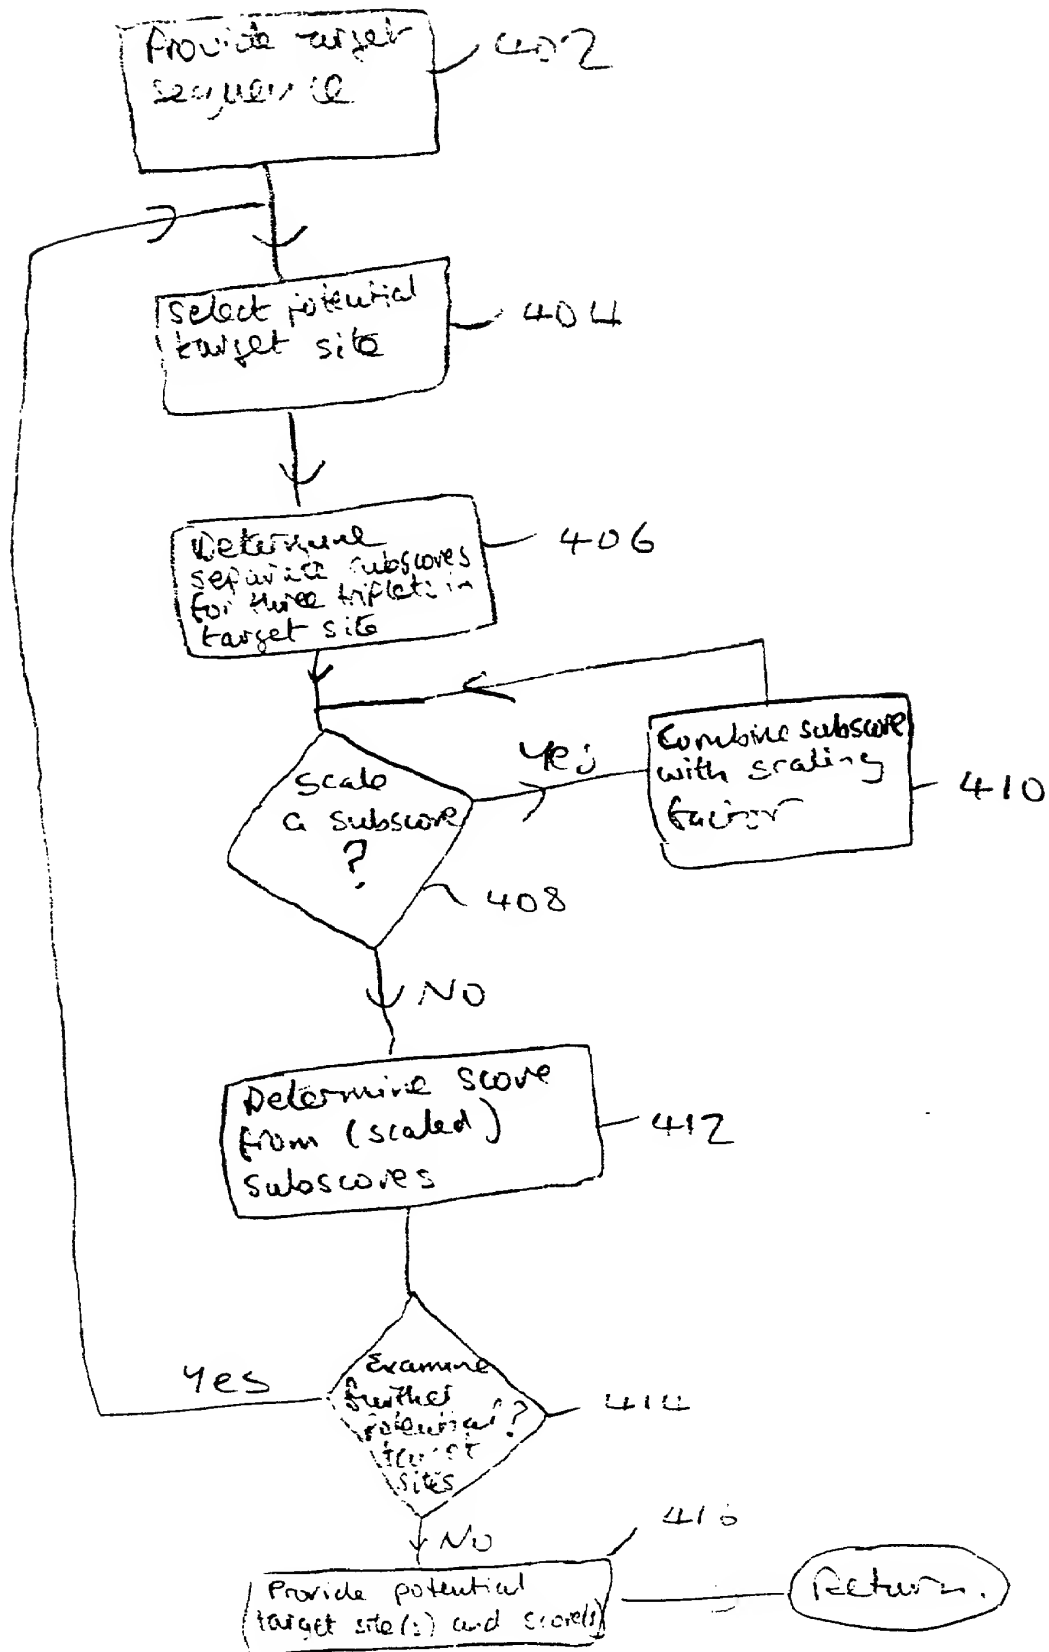 Provide target
sequence
402
Select potential
target site
404
Determine
separate subscores
for three triplets in
target site
406
Scale
a subscore
?
408
Yes
Combine subscore
with scaling
factor
410
NO
Determine score
from (scaled)
subscores
412
Examine
further
potential
target
sites
?
414
Yes
NO
416
Provide potential
target site(s) and score(s)
Return.